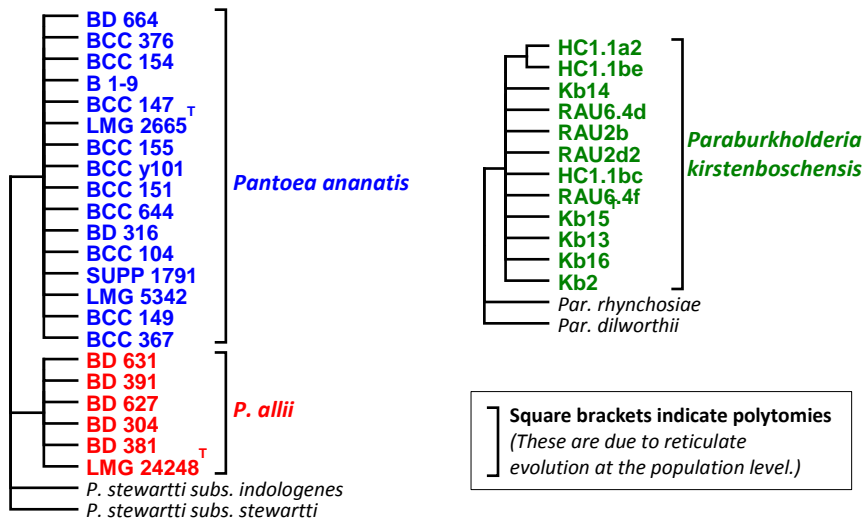 BD 664
BCC 376
BCC 154
B 1-9
BCC 147
LMG 2665T
BCC 155
BCC y101
BCC 151
BCC 644
BD 316
BCC 104
SUPP 1791
LMG 5342
BCC 149
BCC 367
Pantoea ananatis
BD 631
BD 391
BD 627
BD 304
BD 381
LMG 24248T
P. allii
P. stewartti subs. indologenes
P. stewartti subs. stewartti
HC1.1a2
HC1.1be
Kb14
RAU6.4d
RAU2b
RAU2d2
HC1.1bc
RAU6.4f
Kb15T
Kb13
Kb16
Kb2
Paraburkholderia
kirstenboschensis
Par. rhynchosiae
Par. dilworthii
Square brackets indicate polytomies
(These are due to reticulate
evolution at the population level.)